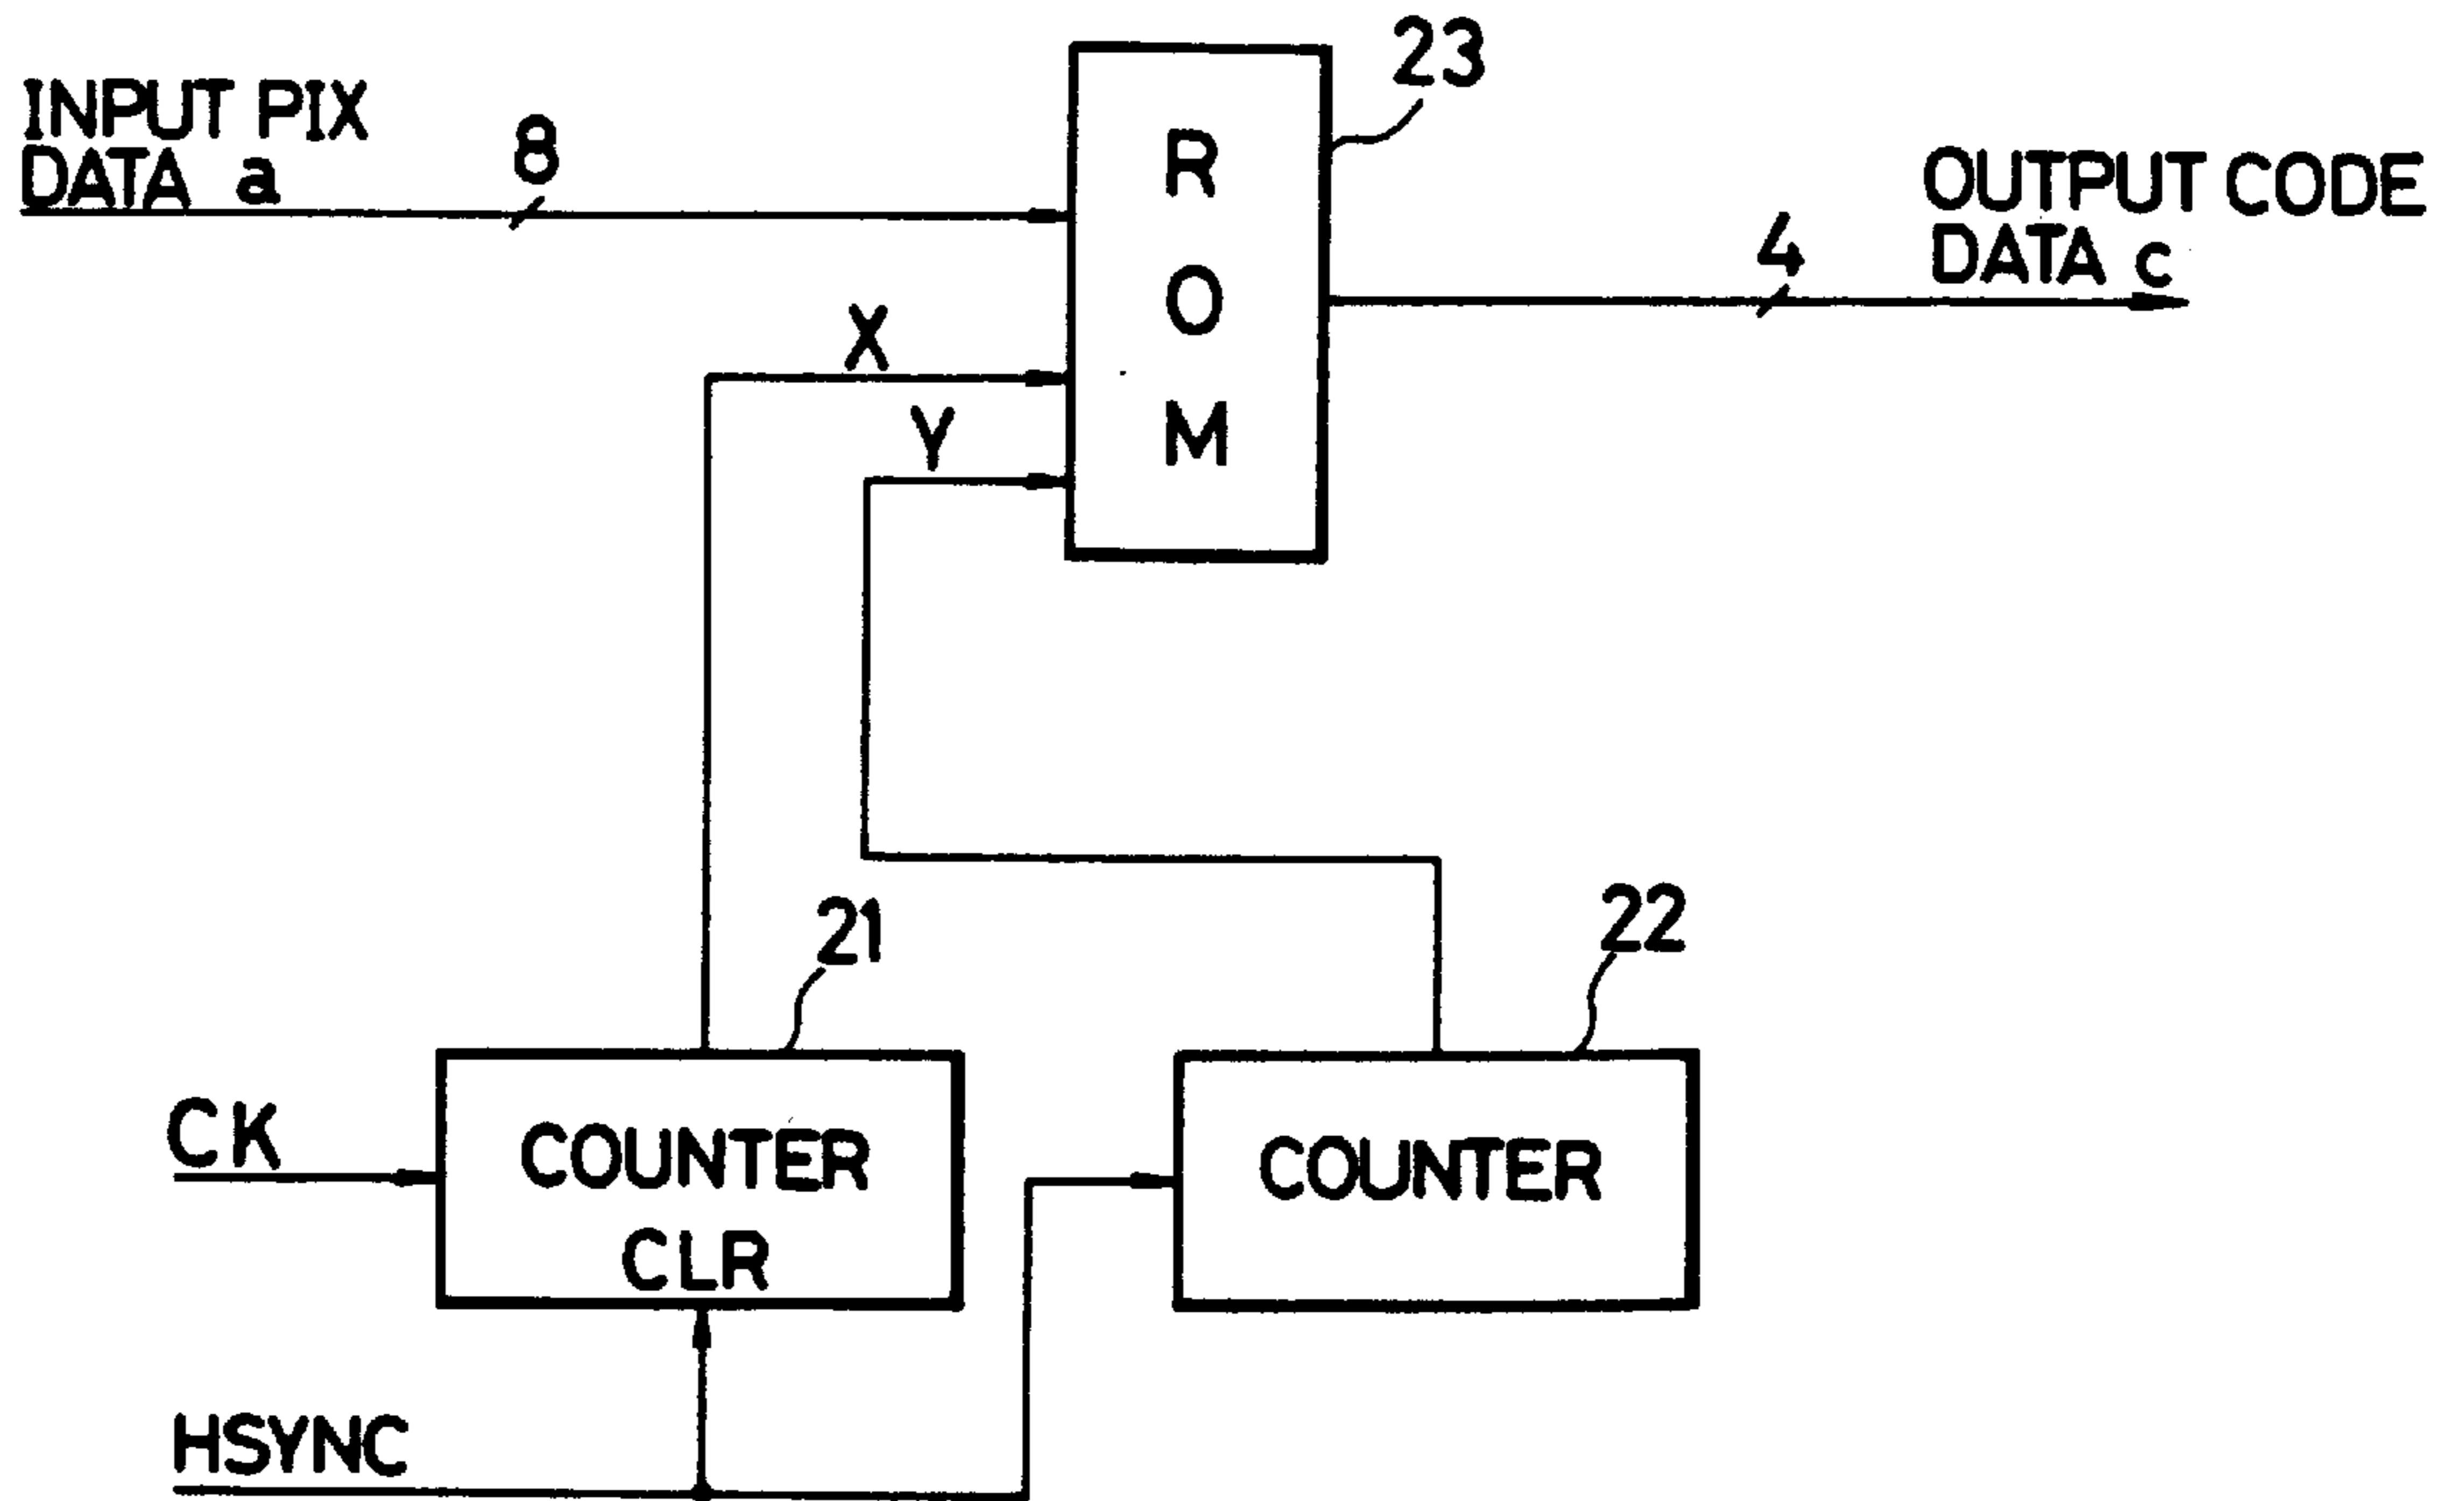 23
INPUT PIX
DATA a
8
R
O
M
OUTPUT CODE
DATA c
4
X
Y
21
22
CK
COUNTER
CLR
COUNTER
HSYNC